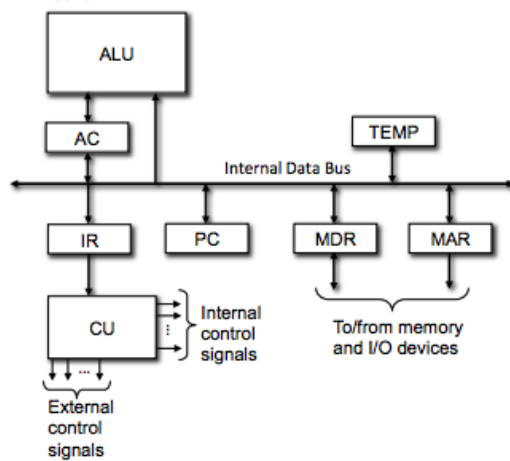 ALU
AC
TEMP
Internal Data Bus
IR
PC
MDR
MAR
CU
...
Internal
control
signals
To/from memory
and I/O devices
...
External
control
signals